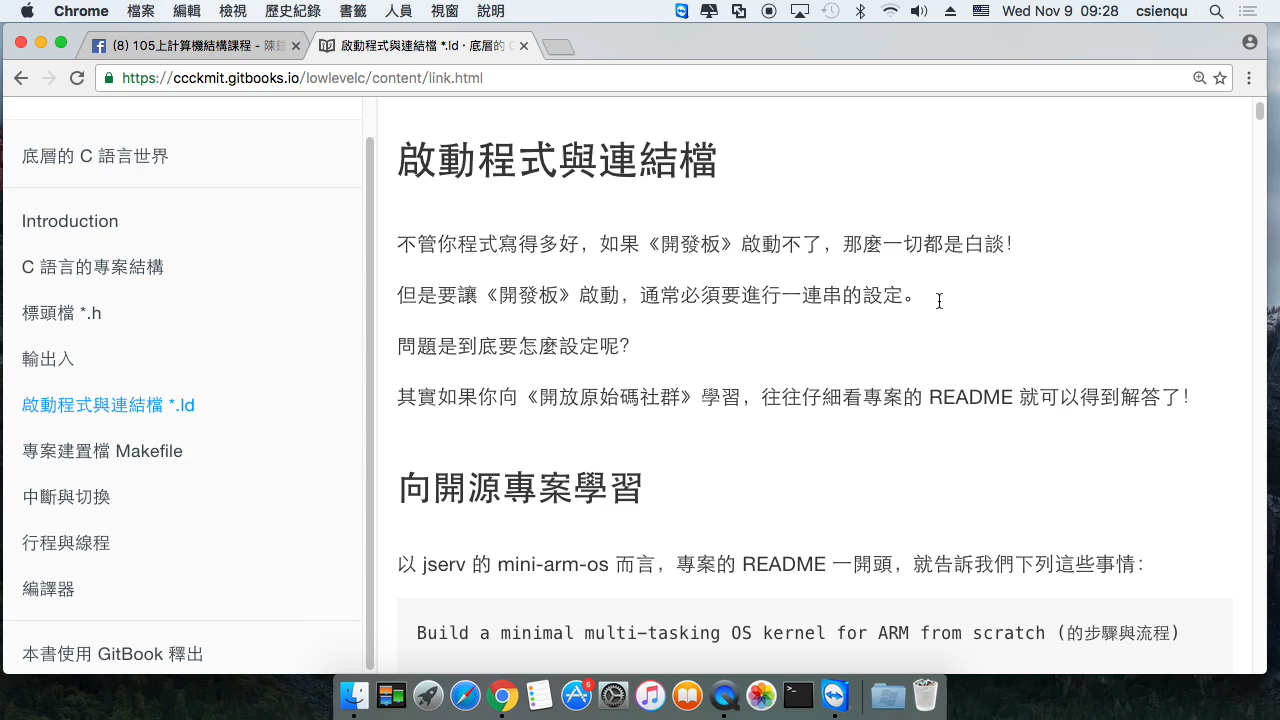 Chrome 檔案 編輯 檢視 歷史紀錄 書籤 人員 視窗 說明 Wed Nov 9 09:28 csienqu
(8) 105上計算機結構課程 - 陳鍾
啟動程式與連結檔 *.ld · 底層的 C
https://ccckmit.gitbooks.io/lowlevelc/content/link.html
底層的 C 語言世界
Introduction
C 語言的專案結構
標頭檔 *.h
輸出入
啟動程式與連結檔 *.ld
專案建置檔 Makefile
中斷與切換
行程與線程
編譯器
本書使用 GitBook 釋出
啟動程式與連結檔
不管你程式寫得多好，如果《開發板》啟動不了，那麼一切都是白談！
但是要讓《開發板》啟動，通常必須要進行一連串的設定。
問題是到底要怎麼設定呢？
其實如果你向《開放原始碼社群》學習，往往仔細看專案的 README 就可以得到解答了！
向開源專案學習
以 jserv 的 mini-arm-os 而言，專案的 README 一開頭，就告訴我們下列這些事情：
Build a minimal multi-tasking OS kernel for ARM from scratch (的步驟與流程)
6